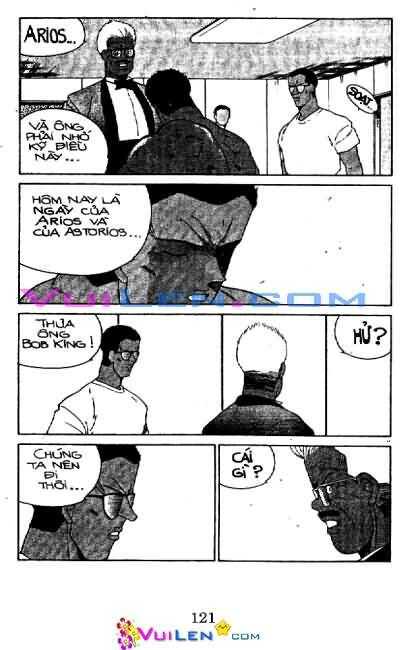 ARIOS...
VÀ ÔNG
PHẢI NHỚ
KỸ ĐIỀU
NÀY...
SOẠT
HÔM NAY LÀ
NGÀY CỦA
ARIOS VÀ
CỦA ASTORIOS...
VUILEN.COM
THƯA
ÔNG
BOB KING!
HỬ?
CHÚNG
TA NÊN
ĐI
THÔI...
CÁI
GÌ?
121
VUILEN.COM